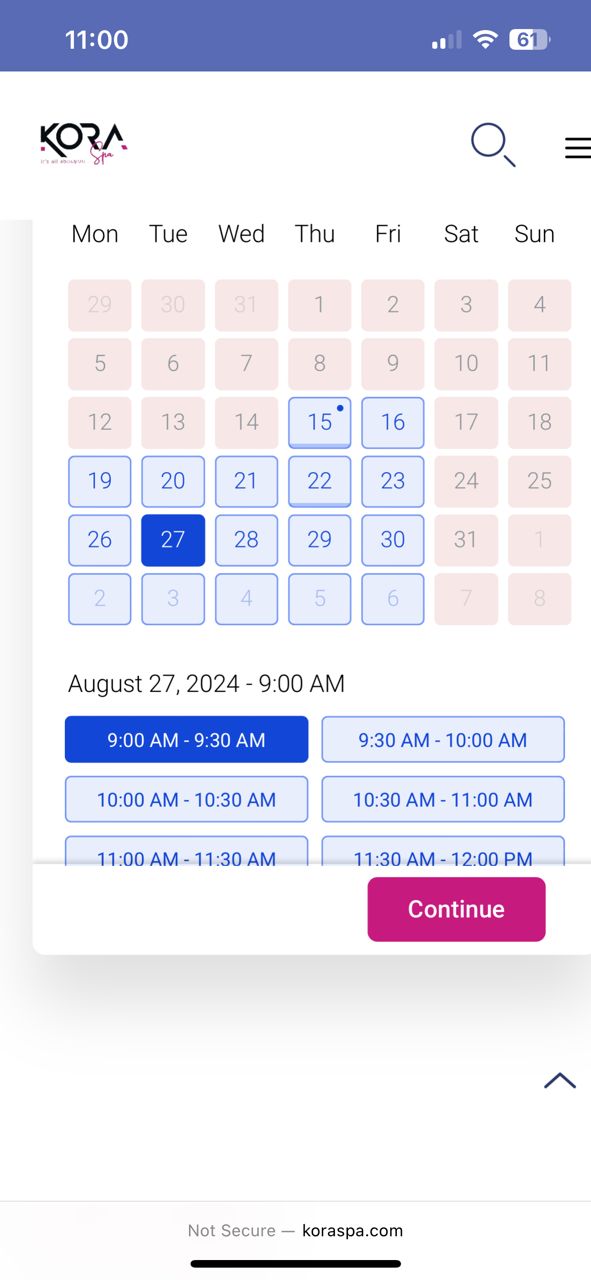 11:00
61
KORA
Spa
Mon Tue Wed Thu Fri Sat Sun
29 30 31 1 2 3 4
5 6 7 8 9 10 11
12 13 14 15 16 17 18
19 20 21 22 23 24 25
26 27 28 29 30 31 1
2 3 4 5 6 7 8
August 27, 2024 - 9:00 AM
9:00 AM - 9:30 AM 9:30 AM - 10:00 AM
10:00 AM - 10:30 AM 10:30 AM - 11:00 AM
11:00 AM - 11:30 AM 11:30 AM - 12:00 PM
Continue
Not Secure — koraspa.com